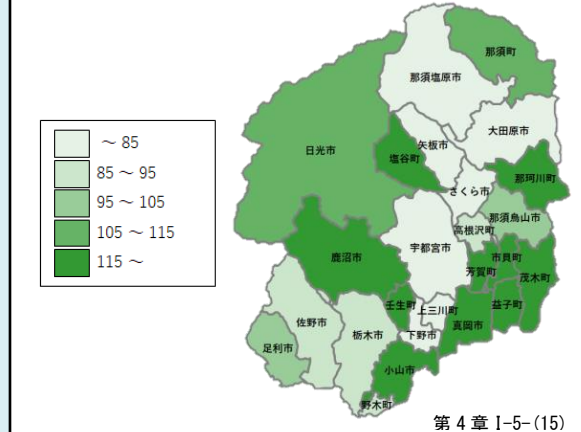 ～ 85
85 ～ 95
95 ～ 105
105 ～ 115
115 ～
那須町
那須塩原市
大田原市
日光市
矢板市
塩谷町
那珂川町
さくら市
那須烏山市
高根沢町
宇都宮市
鹿沼市
市貝町
芳賀町
茂木町
壬生町
上三川町
益子町
真岡市
佐野市
栃木市
下野市
足利市
小山市
野木町
第 4 章 I-5-(15)